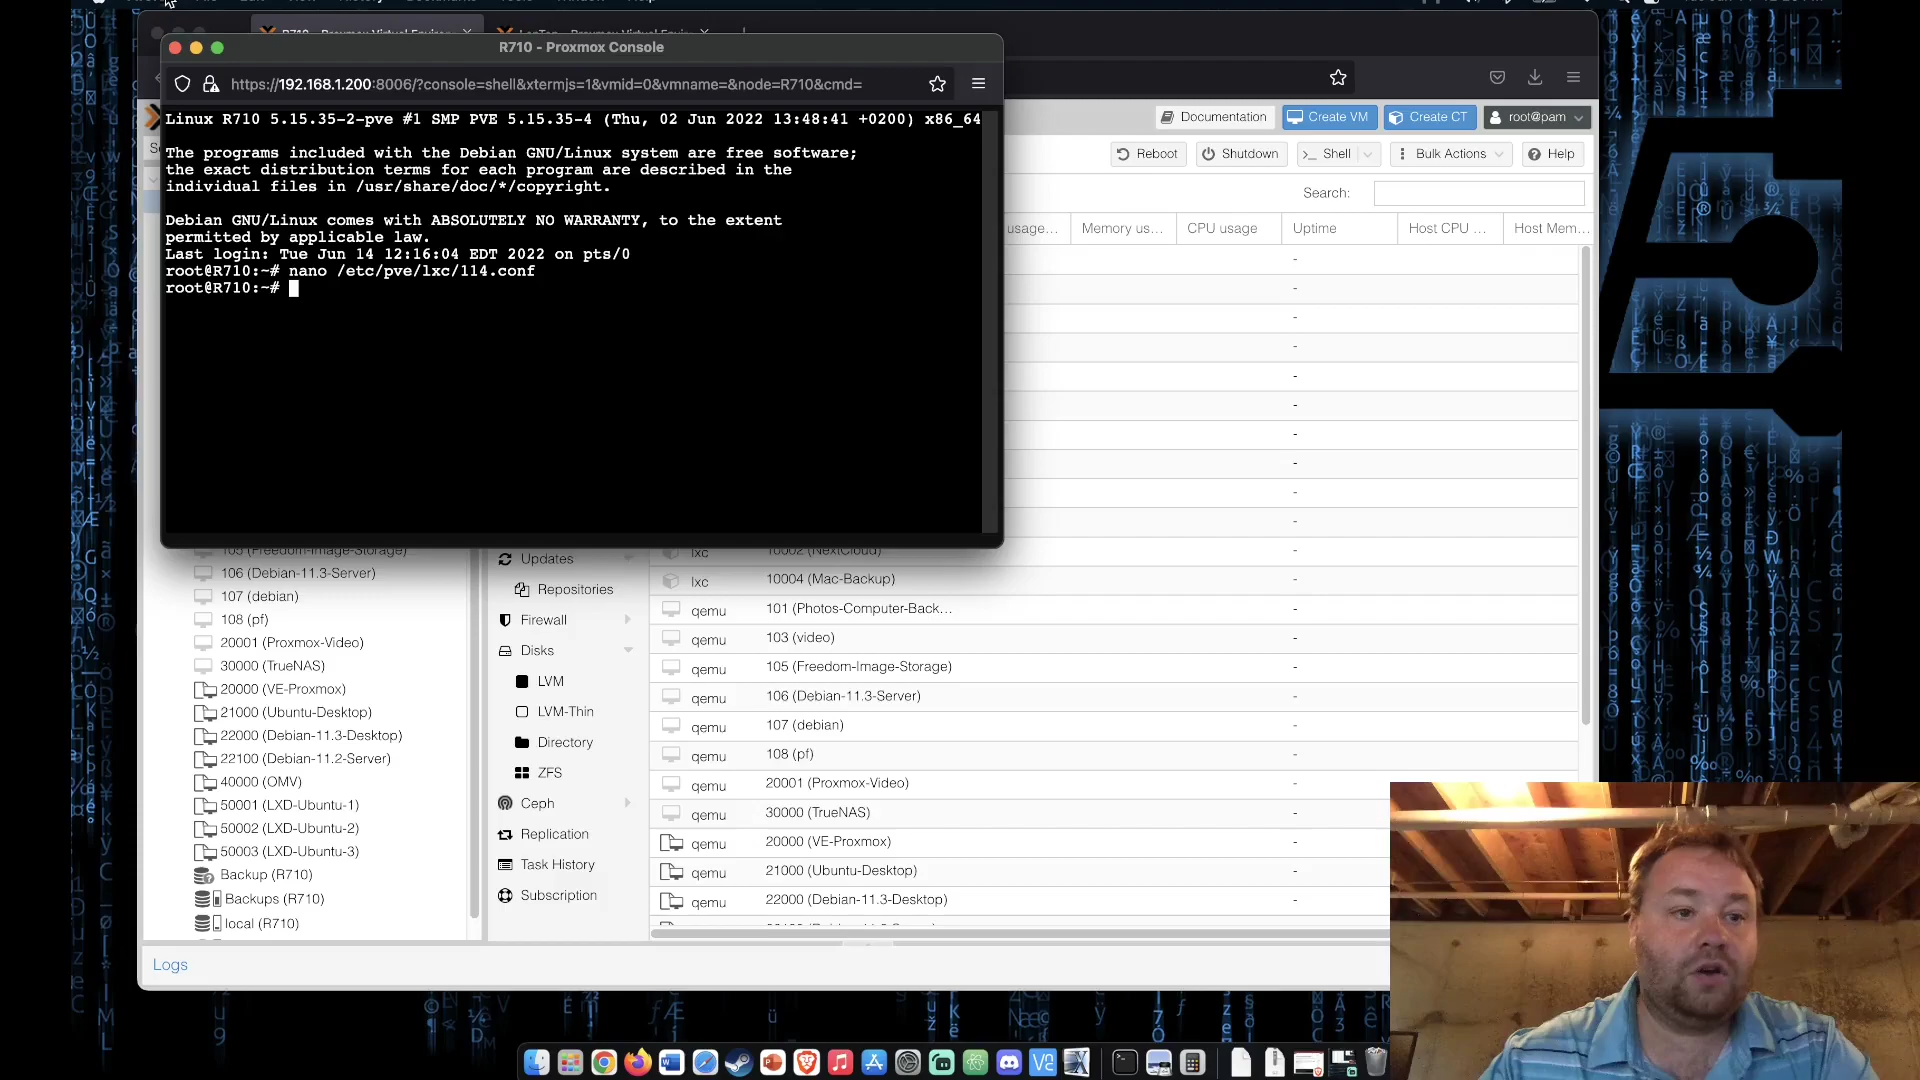 R710 - Proxmox Console
https://192.168.1.200:8006/?console=shell&xtermjs=1&vmid=0&vmname=&node=R710&cmd=
Linux R710 5.15.35-2-pve #1 SMP PVE 5.15.35-4 (Thu, 02 Jun 2022 13:48:41 +0200) x86_64
The programs included with the Debian GNU/Linux system are free software;
the exact distribution terms for each program are described in the
individual files in /usr/share/doc/*/copyright.
Debian GNU/Linux comes with ABSOLUTELY NO WARRANTY, to the extent
permitted by applicable law.
Last login: Tue Jun 14 12:16:04 EDT 2022 on pts/0
root@R710:~# nano /etc/pve/lxc/114.conf
root@R710:~#
Documentation
Create VM
Create CT
root@pam
Reboot
Shutdown
>_ Shell
Bulk Actions
Help
Search:
usage...
Memory us...
CPU usage
Uptime
Host CPU ...
Host Mem...
105 (Freedom-Image-Storage)
106 (Debian-11.3-Server)
107 (debian)
108 (pf)
20001 (Proxmox-Video)
30000 (TrueNAS)
20000 (VE-Proxmox)
21000 (Ubuntu-Desktop)
22000 (Debian-11.3-Desktop)
22100 (Debian-11.2-Server)
40000 (OMV)
50001 (LXD-Ubuntu-1)
50002 (LXD-Ubuntu-2)
50003 (LXD-Ubuntu-3)
Backup (R710)
Backups (R710)
local (R710)
Updates
Repositories
Firewall
Disks
LVM
LVM-Thin
Directory
ZFS
Ceph
Replication
Task History
Subscription
lxc 10002 (NextCloud) -
lxc 10004 (Mac-Backup) -
qemu 101 (Photos-Computer-Back... -
qemu 103 (video) -
qemu 105 (Freedom-Image-Storage) -
qemu 106 (Debian-11.3-Server) -
qemu 107 (debian) -
qemu 108 (pf) -
qemu 20001 (Proxmox-Video) -
qemu 30000 (TrueNAS) -
qemu 20000 (VE-Proxmox) -
qemu 21000 (Ubuntu-Desktop) -
qemu 22000 (Debian-11.3-Desktop) -
Logs